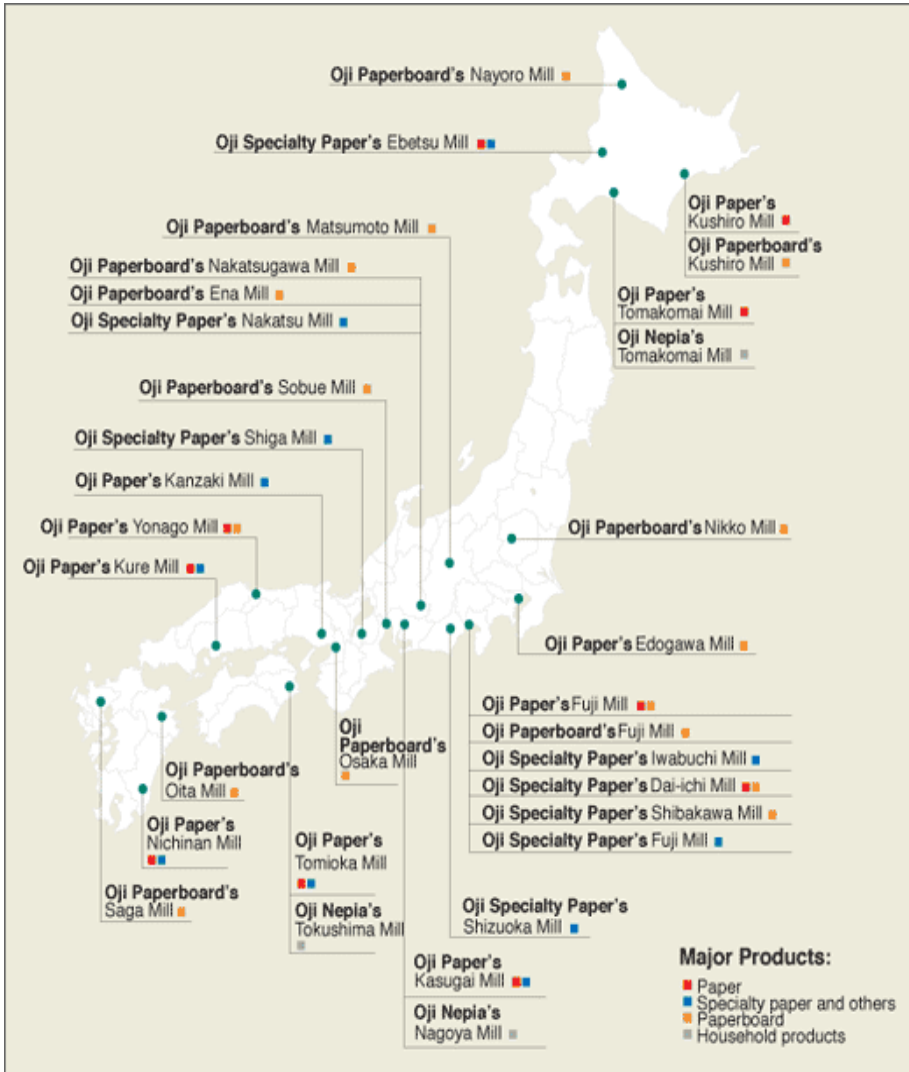 Oji Paperboard's Nayoro Mill
Oji Specialty Paper's Ebetsu Mill
Oji Paper's
Kushiro Mill
Oji Paperboard's
Kushiro Mill
Oji Paper's
Tomakomai Mill
Oji Nepia's
Tomakomai Mill
Oji Paperboard's Matsumoto Mill
Oji Paperboard's Nakatsugawa Mill
Oji Paperboard's Ena Mill
Oji Specialty Paper's Nakatsu Mill
Oji Paperboard's Sobue Mill
Oji Specialty Paper's Shiga Mill
Oji Paper's Kanzaki Mill
Oji Paper's Yonago Mill
Oji Paper's Kure Mill
Oji Paperboard's Nikko Mill
Oji Paper's Edogawa Mill
Oji Paper's Fuji Mill
Oji Paperboard's Fuji Mill
Oji Specialty Paper's Iwabuchi Mill
Oji Specialty Paper's Dai-ichi Mill
Oji Specialty Paper's Shibakawa Mill
Oji Specialty Paper's Fuji Mill
Oji
Paperboard's
Osaka Mill
Oji Paperboard's
Oita Mill
Oji Paper's
Nichinan Mill
Oji Paperboard's
Saga Mill
Oji Paper's
Tomioka Mill
Oji Nepia's
Tokushima Mill
Oji Specialty Paper's
Shizuoka Mill
Oji Paper's
Kasugai Mill
Oji Nepia's
Nagoya Mill
Major Products:
Paper
Specialty paper and others
Paperboard
Household products